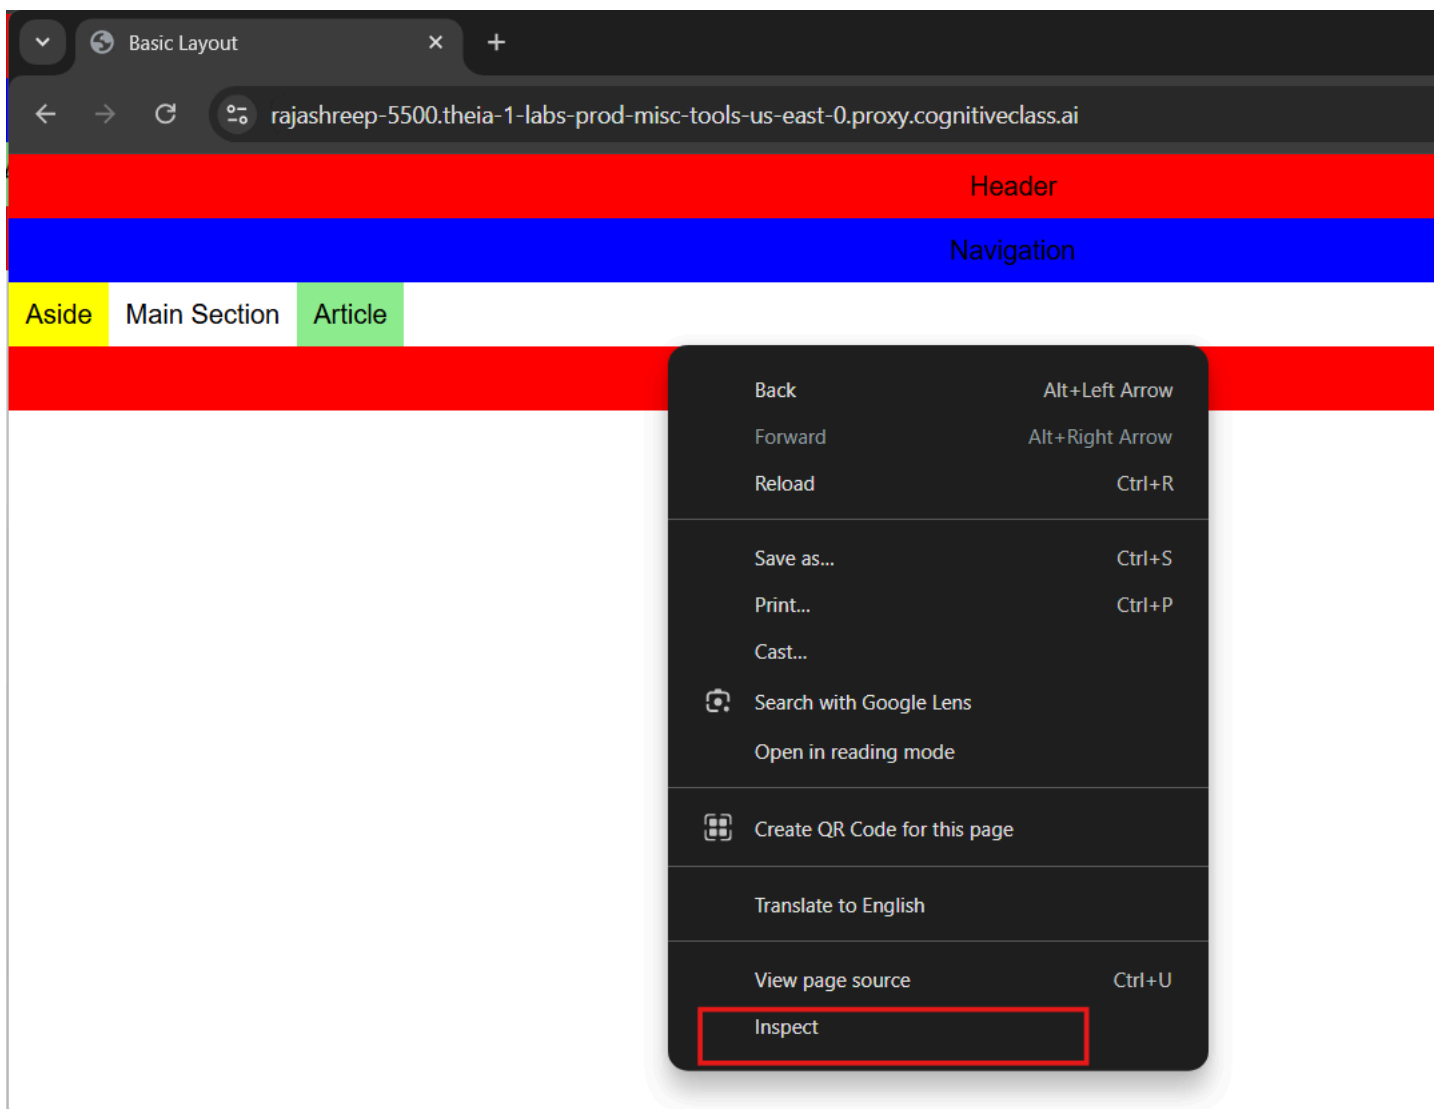 Basic Layout
rajashreep-5500.theia-1-labs-prod-misc-tools-us-east-0.proxy.cognitiveclass.ai
Header
Navigation
Aside Main Section Article
Back Alt+Left Arrow
Forward Alt+Right Arrow
Reload Ctrl+R
Save as... Ctrl+S
Print... Ctrl+P
Cast...
Search with Google Lens
Open in reading mode
Create QR Code for this page
Translate to English
View page source Ctrl+U
Inspect